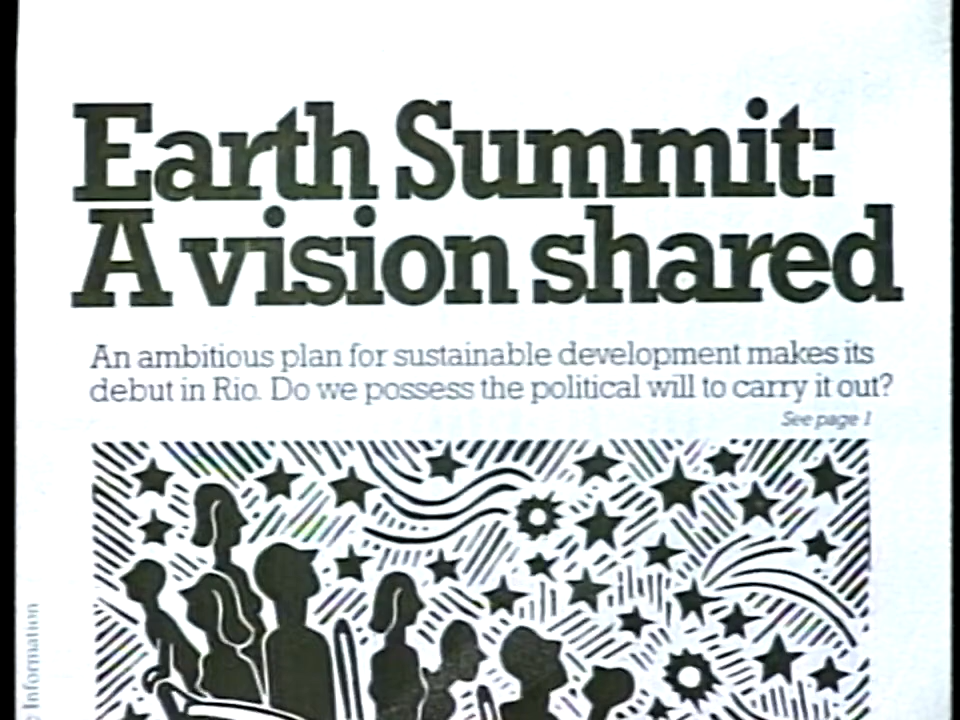 Earth Summit:
A vision shared
An ambitious plan for sustainable development makes its
debut in Rio. Do we possess the political will to carry it out?
See page 1
Information